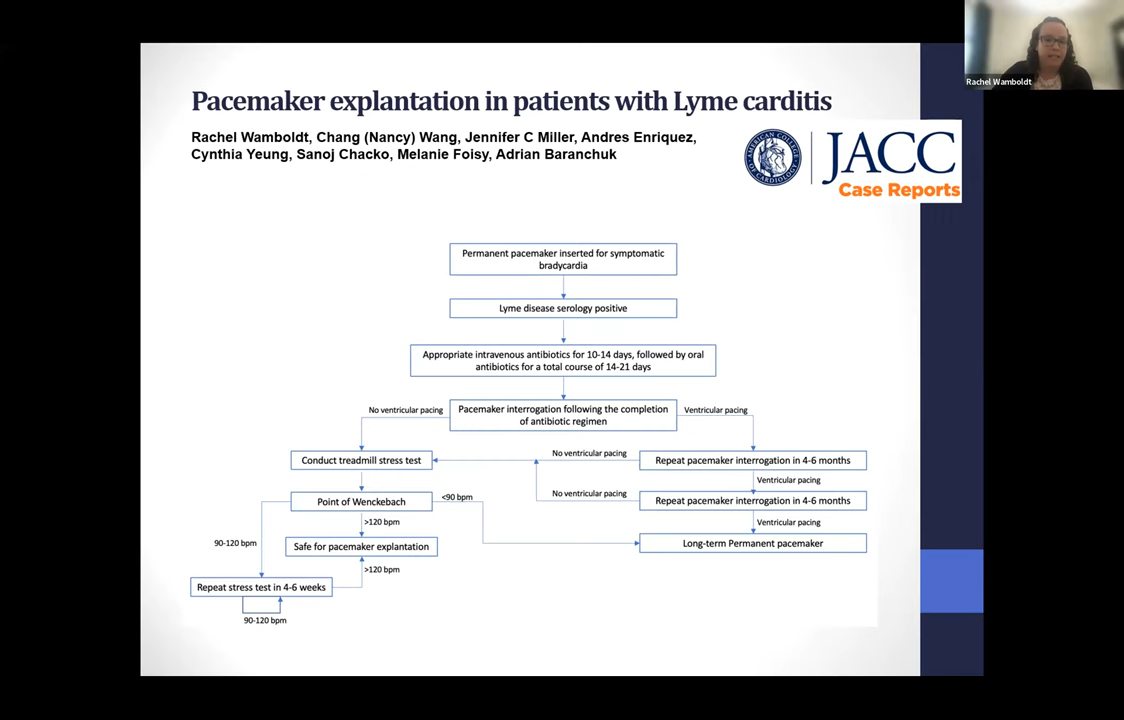 Rachel Wamboldt
Pacemaker explantation in patients with Lyme carditis
Rachel Wamboldt, Chang (Nancy) Wang, Jennifer C Miller, Andres Enriquez,
Cynthia Yeung, Sanoj Chacko, Melanie Foisy, Adrian Baranchuk
AMERICAN COLLEGE OF CARDIOLOGY
JACC
Case Reports
Permanent pacemaker inserted for symptomatic
bradycardia
Lyme disease serology positive
Appropriate intravenous antibiotics for 10-14 days, followed by oral
antibiotics for a total course of 14-21 days
No ventricular pacing
Pacemaker interrogation following the completion
of antibiotic regimen
Ventricular pacing
Conduct treadmill stress test
No ventricular pacing
Repeat pacemaker interrogation in 4-6 months
Ventricular pacing
Point of Wenckebach
<90 bpm
No ventricular pacing
Repeat pacemaker interrogation in 4-6 months
>120 bpm
Ventricular pacing
90-120 bpm
Safe for pacemaker explantation
Long-term Permanent pacemaker
>120 bpm
Repeat stress test in 4-6 weeks
90-120 bpm